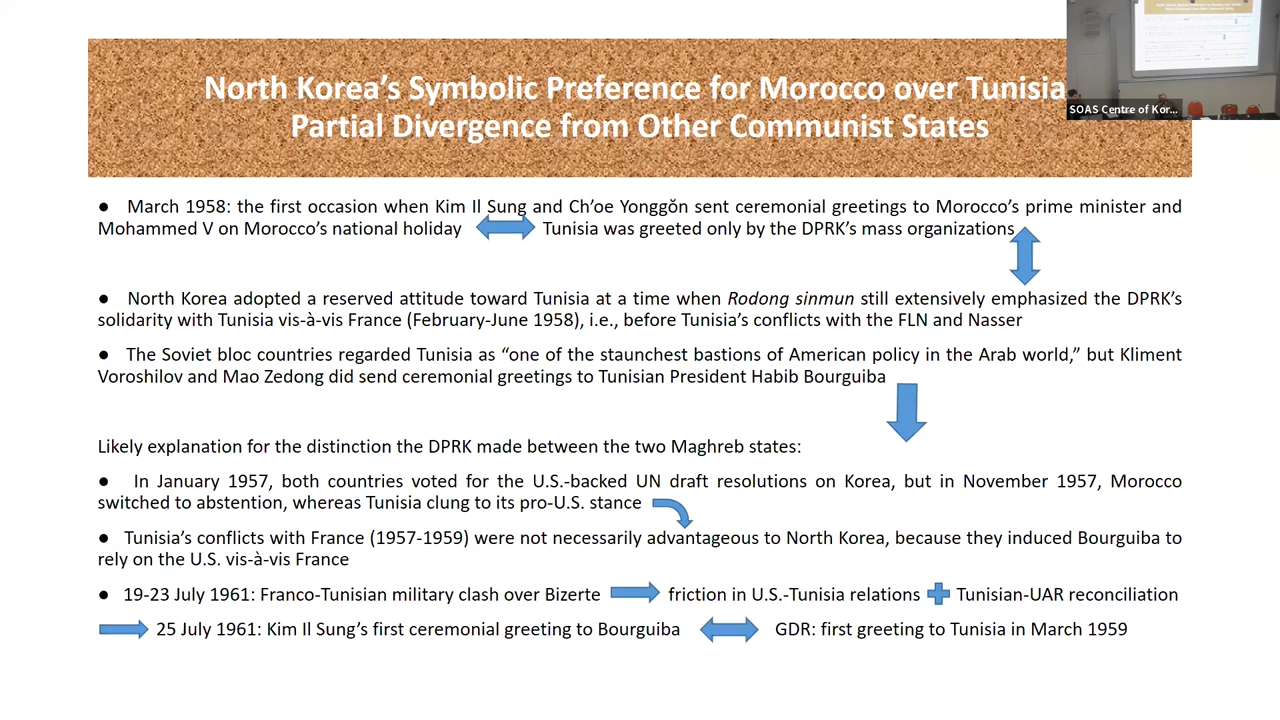 North Korea's Symbolic Preference for Morocco over Tunisia
Partial Divergence from Other Communist States
SOAS Centre of Kor...
● March 1958: the first occasion when Kim Il Sung and Ch'oe Yonggŏn sent ceremonial greetings to Morocco's prime minister and
Mohammed V on Morocco's national holiday Tunisia was greeted only by the DPRK's mass organizations
● North Korea adopted a reserved attitude toward Tunisia at a time when Rodong sinmun still extensively emphasized the DPRK's
solidarity with Tunisia vis-à-vis France (February-June 1958), i.e., before Tunisia's conflicts with the FLN and Nasser
● The Soviet bloc countries regarded Tunisia as “one of the staunchest bastions of American policy in the Arab world,” but Kliment
Voroshilov and Mao Zedong did send ceremonial greetings to Tunisian President Habib Bourguiba
Likely explanation for the distinction the DPRK made between the two Maghreb states:
● In January 1957, both countries voted for the U.S.-backed UN draft resolutions on Korea, but in November 1957, Morocco
switched to abstention, whereas Tunisia clung to its pro-U.S. stance
● Tunisia's conflicts with France (1957-1959) were not necessarily advantageous to North Korea, because they induced Bourguiba to
rely on the U.S. vis-à-vis France
● 19-23 July 1961: Franco-Tunisian military clash over Bizerte friction in U.S.-Tunisia relations Tunisian-UAR reconciliation
25 July 1961: Kim Il Sung's first ceremonial greeting to Bourguiba GDR: first greeting to Tunisia in March 1959